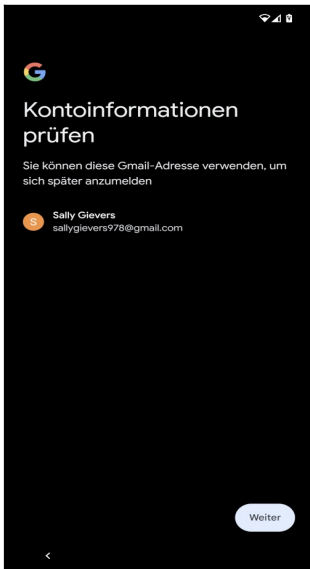 Kontoinformationen
prüfen
Sie können diese Gmail-Adresse verwenden, um
sich später anzumelden
S
Sally Gievers
sallygievers978@gmail.com
Weiter